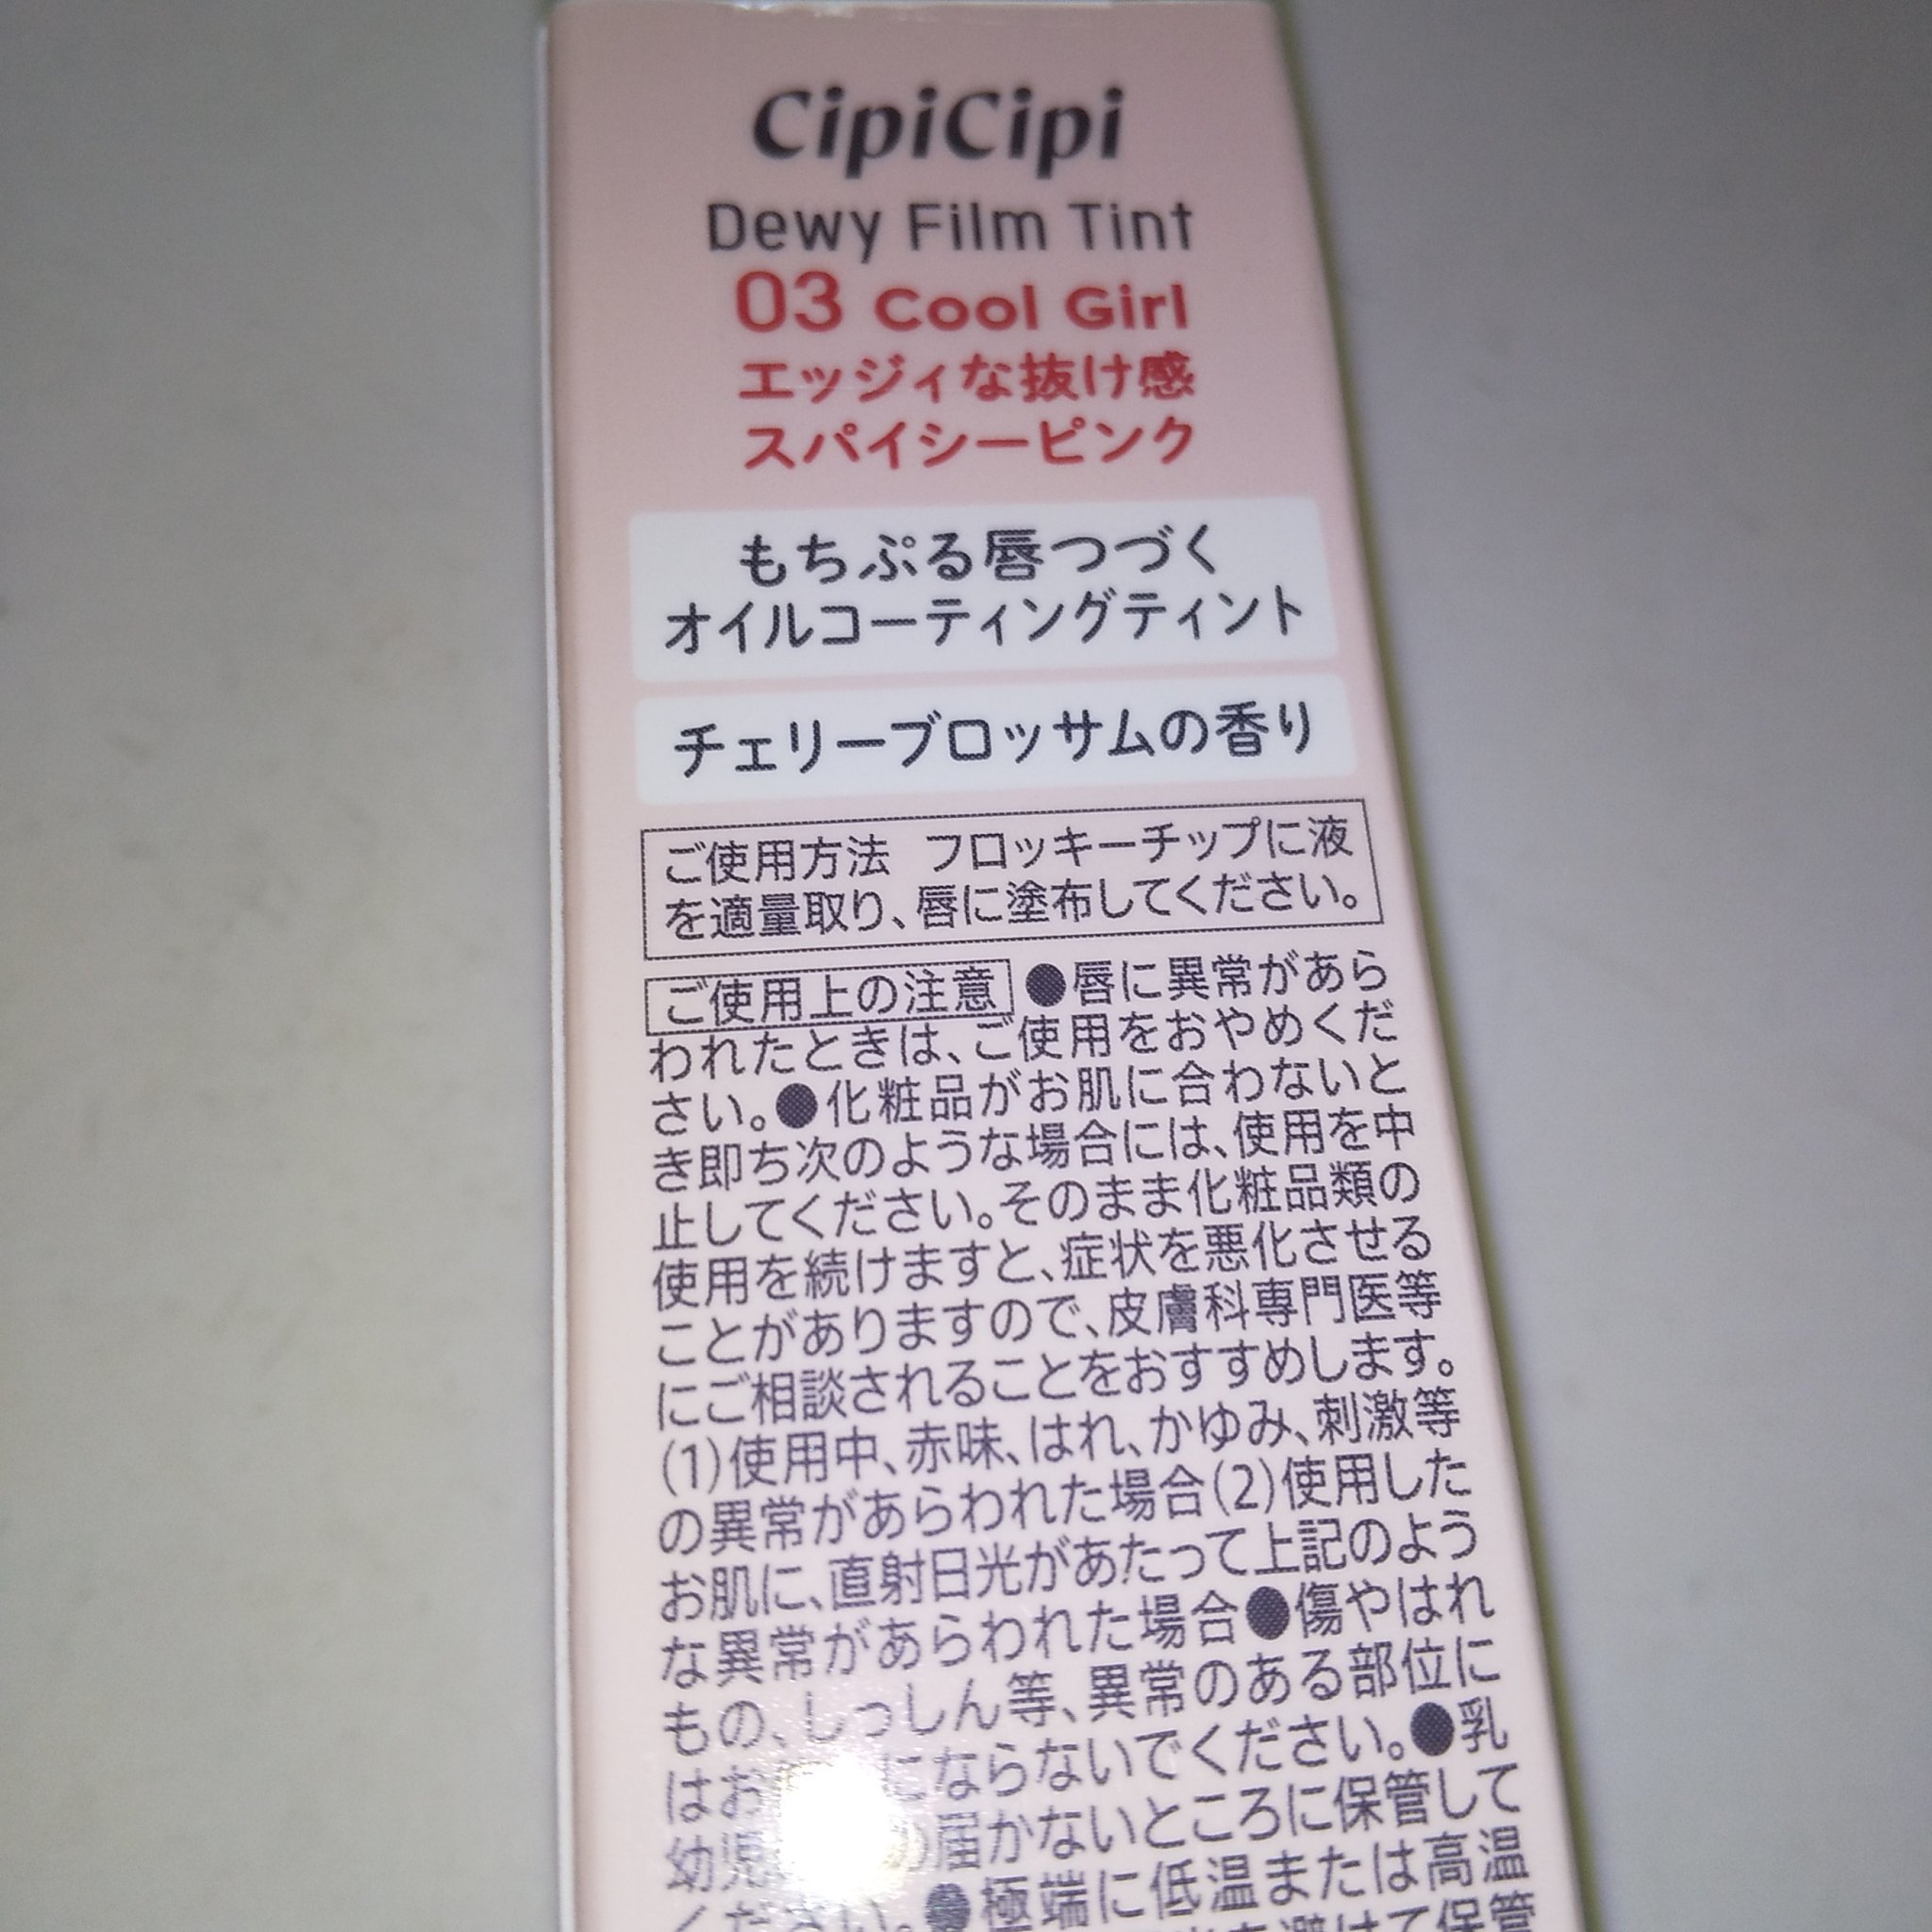 CipiCipi
Dewy Film Tint
03 Cool Girl
エッジィな抜け感
スパイシーピンク
もちぷる唇つづく
オイルコーティングティント
チェリーブロッサムの香り
ご使用方法 フロッキーチップに液
を適量取り、唇に塗布してください。
ご使用上の注意 ●唇に異常があら
われたときは、ご使用をおやめくだ
さい。●化粧品がお肌に合わないと
き即ち次のような場合には、使用を中
止してください。そのまま化粧品類の
使用を続けますと、症状を悪化させる
ことがありますので、皮膚科専門医等
にご相談されることをおすすめします。
(1)使用中、赤味、はれ、かゆみ、刺激等
の異常があらわれた場合(2)使用した
お肌に、直射日光があたって上記のよう
な異常があらわれた場合●傷やはれ
もの、しっしん等、異常のある部位に
はお にならないでください。●乳
幼児 の届かないところに保管して
ください。●極端に低温または高温
を避けて保管